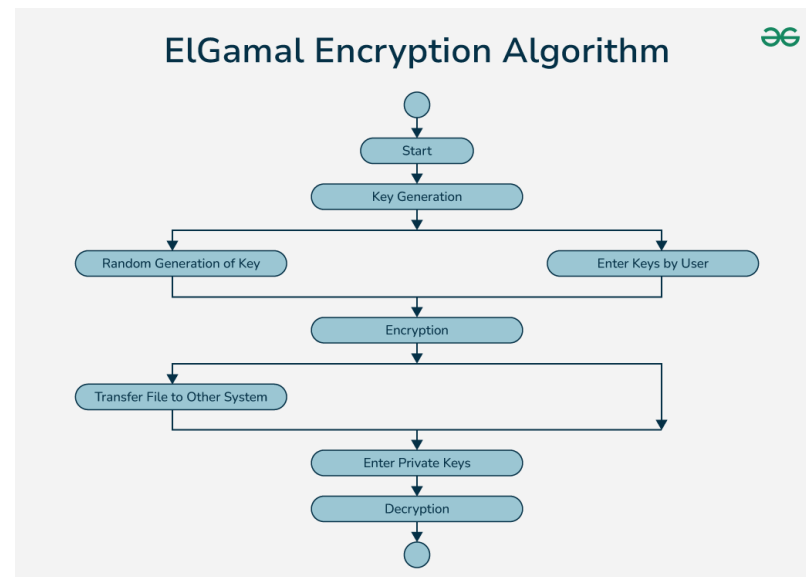 ElGamal Encryption Algorithm
Start
Key Generation
Random Generation of Key
Enter Keys by User
Encryption
Transfer File to Other System
Enter Private Keys
Decryption